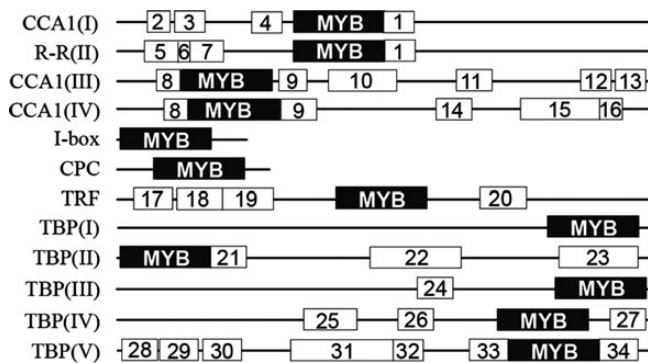 CCA1(I) 2 3 4 MYB 1
R-R(II) 5 6 7 MYB 1
CCA1(III) 8 MYB 9 10 11 12 13
CCA1(IV) 8 MYB 9 14 15 16
I-box MYB
CPC MYB
TRF 17 18 19 MYB 20
TBP(I) MYB
TBP(II) MYB 21 22 23
TBP(III) 24 MYB
TBP(IV) 25 26 MYB 27
TBP(V) 28 29 30 31 32 33 MYB 34